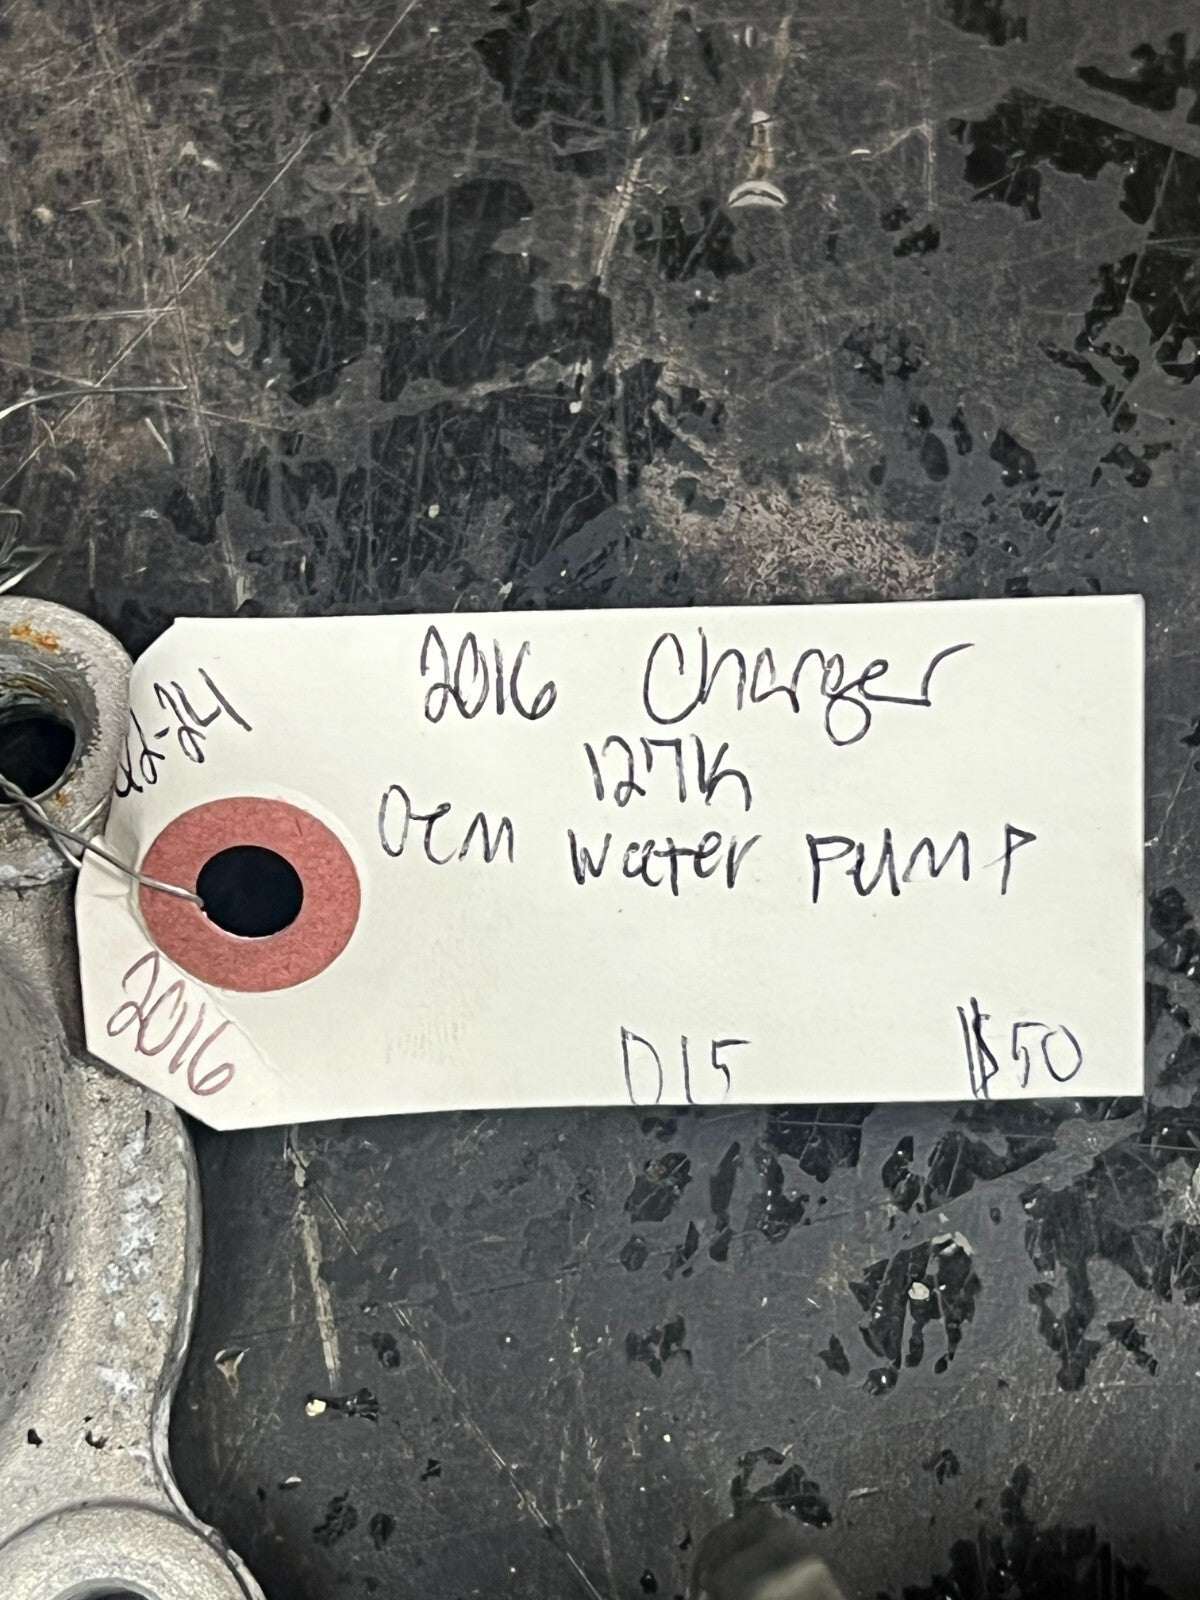 2016 Charger
127K
OEM water PUMP
D15 $50
2016